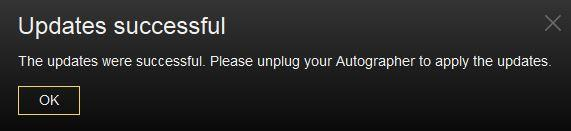 Updates successful
The updates were successful. Please unplug your Autographer to apply the updates.
OK